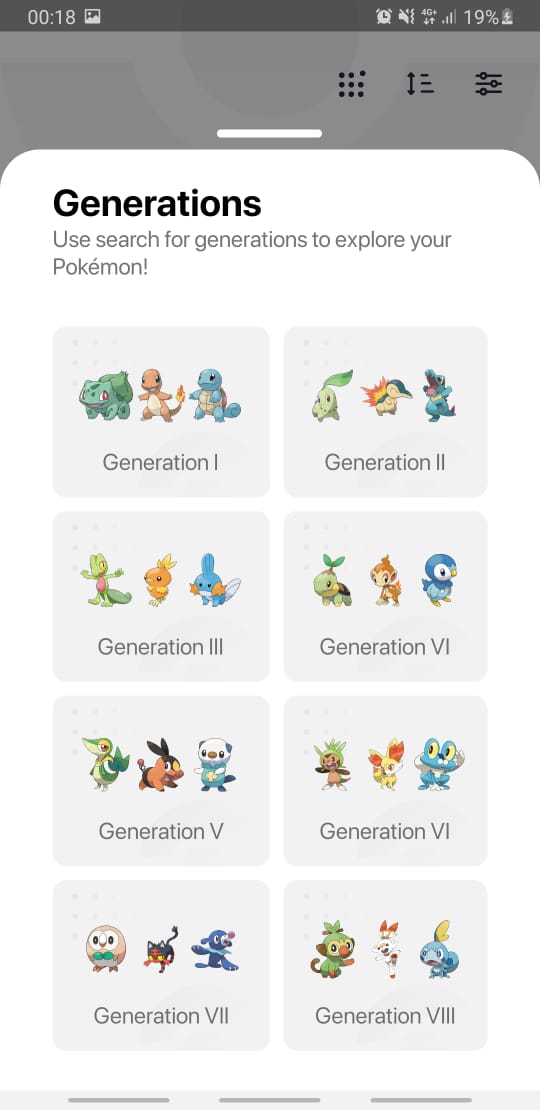 00:18 4G+ 19%
Generations
Use search for generations to explore your
Pokémon!
Generation I
Generation II
Generation III
Generation VI
Generation V
Generation VI
Generation VII
Generation VIII